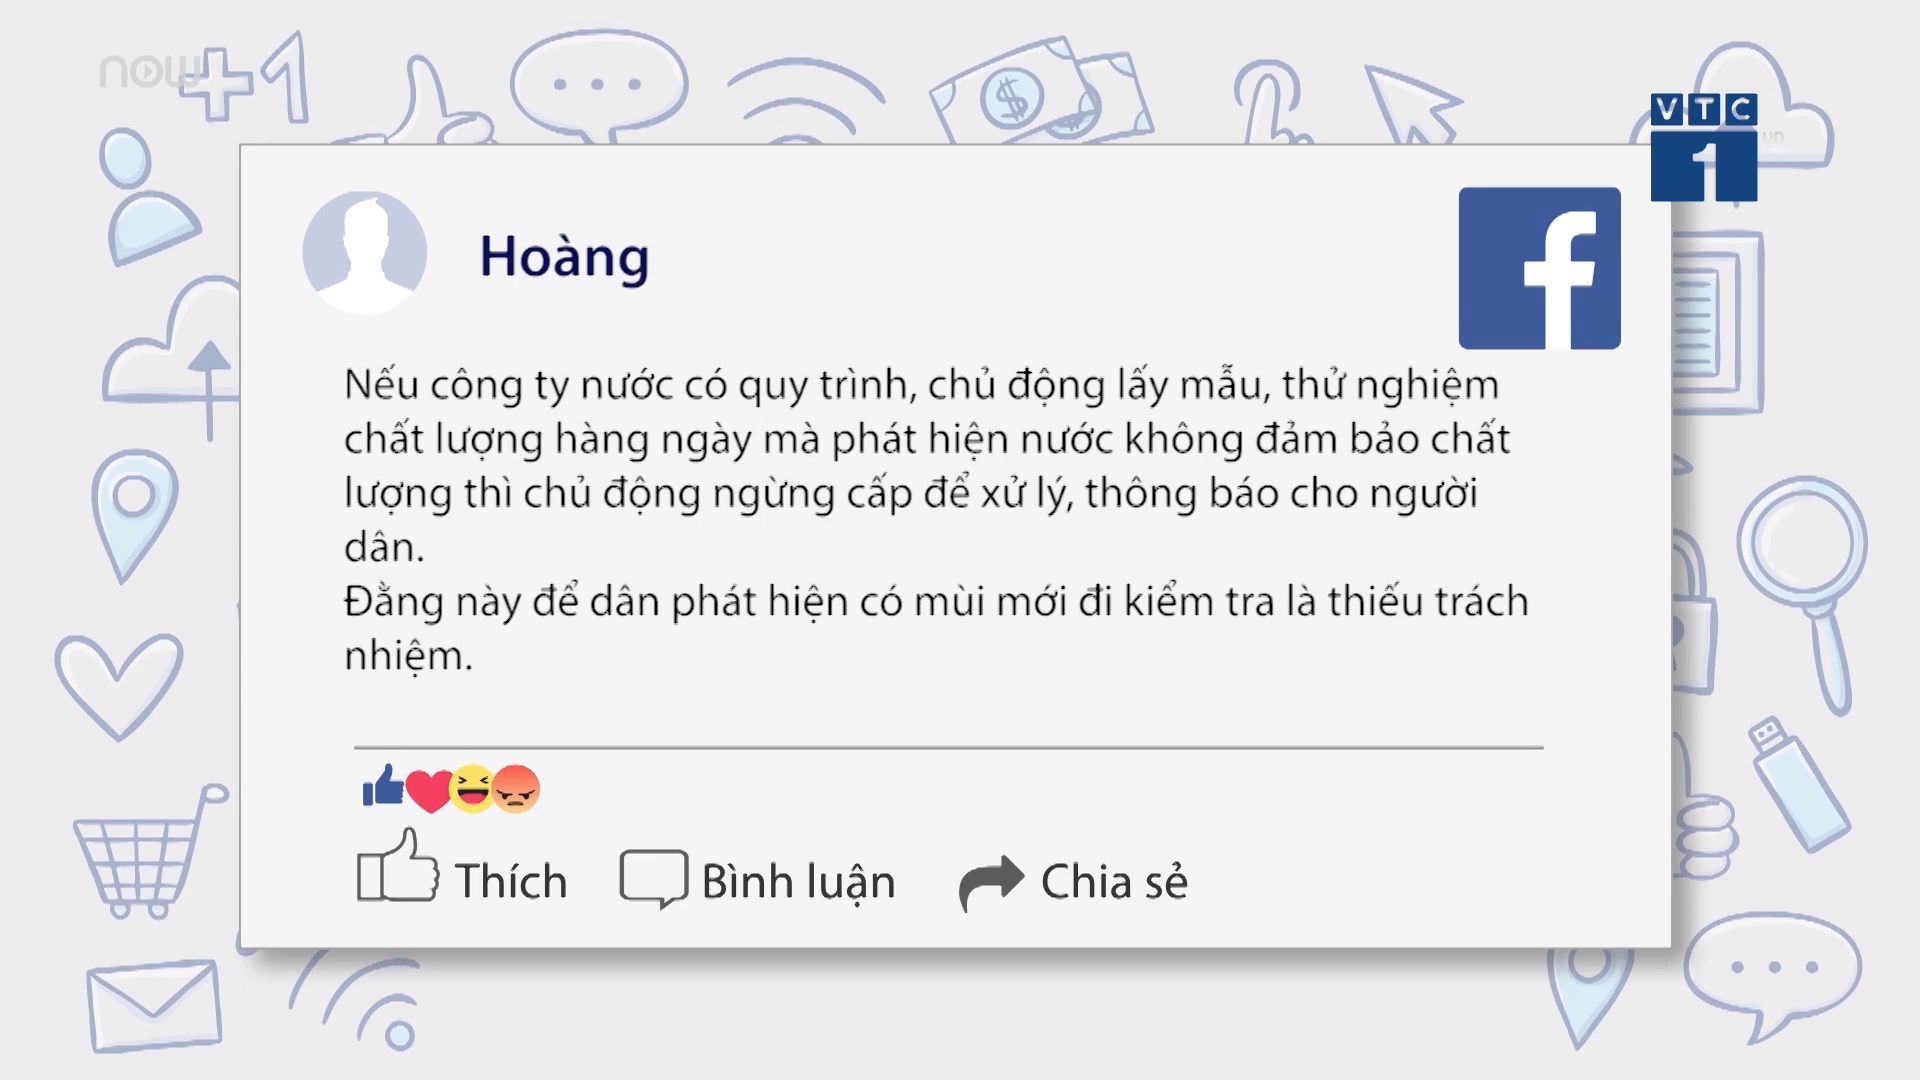 now
+1
VTC
1
Hoàng
Nếu công ty nước có quy trình, chủ động lấy mẫu, thử nghiệm
chất lượng hàng ngày mà phát hiện nước không đảm bảo chất
lượng thì chủ động ngừng cấp để xử lý, thông báo cho người
dân.
Đằng này để dân phát hiện có mùi mới đi kiểm tra là thiếu trách
nhiệm.
Thích
Bình luận
Chia sẻ